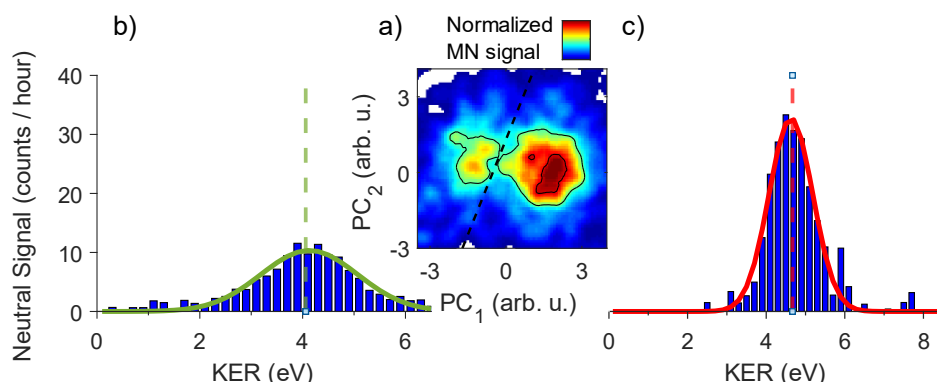 b)
a)
Normalized
MN signal
c)
Neutral Signal (counts / hour)
40
30
20
10
0
0
2
4
6
KER (eV)
PC2 (arb. u.)
3
0
-3
-3
0
3
PC1 (arb. u.)
0
2
4
6
8
KER (eV)